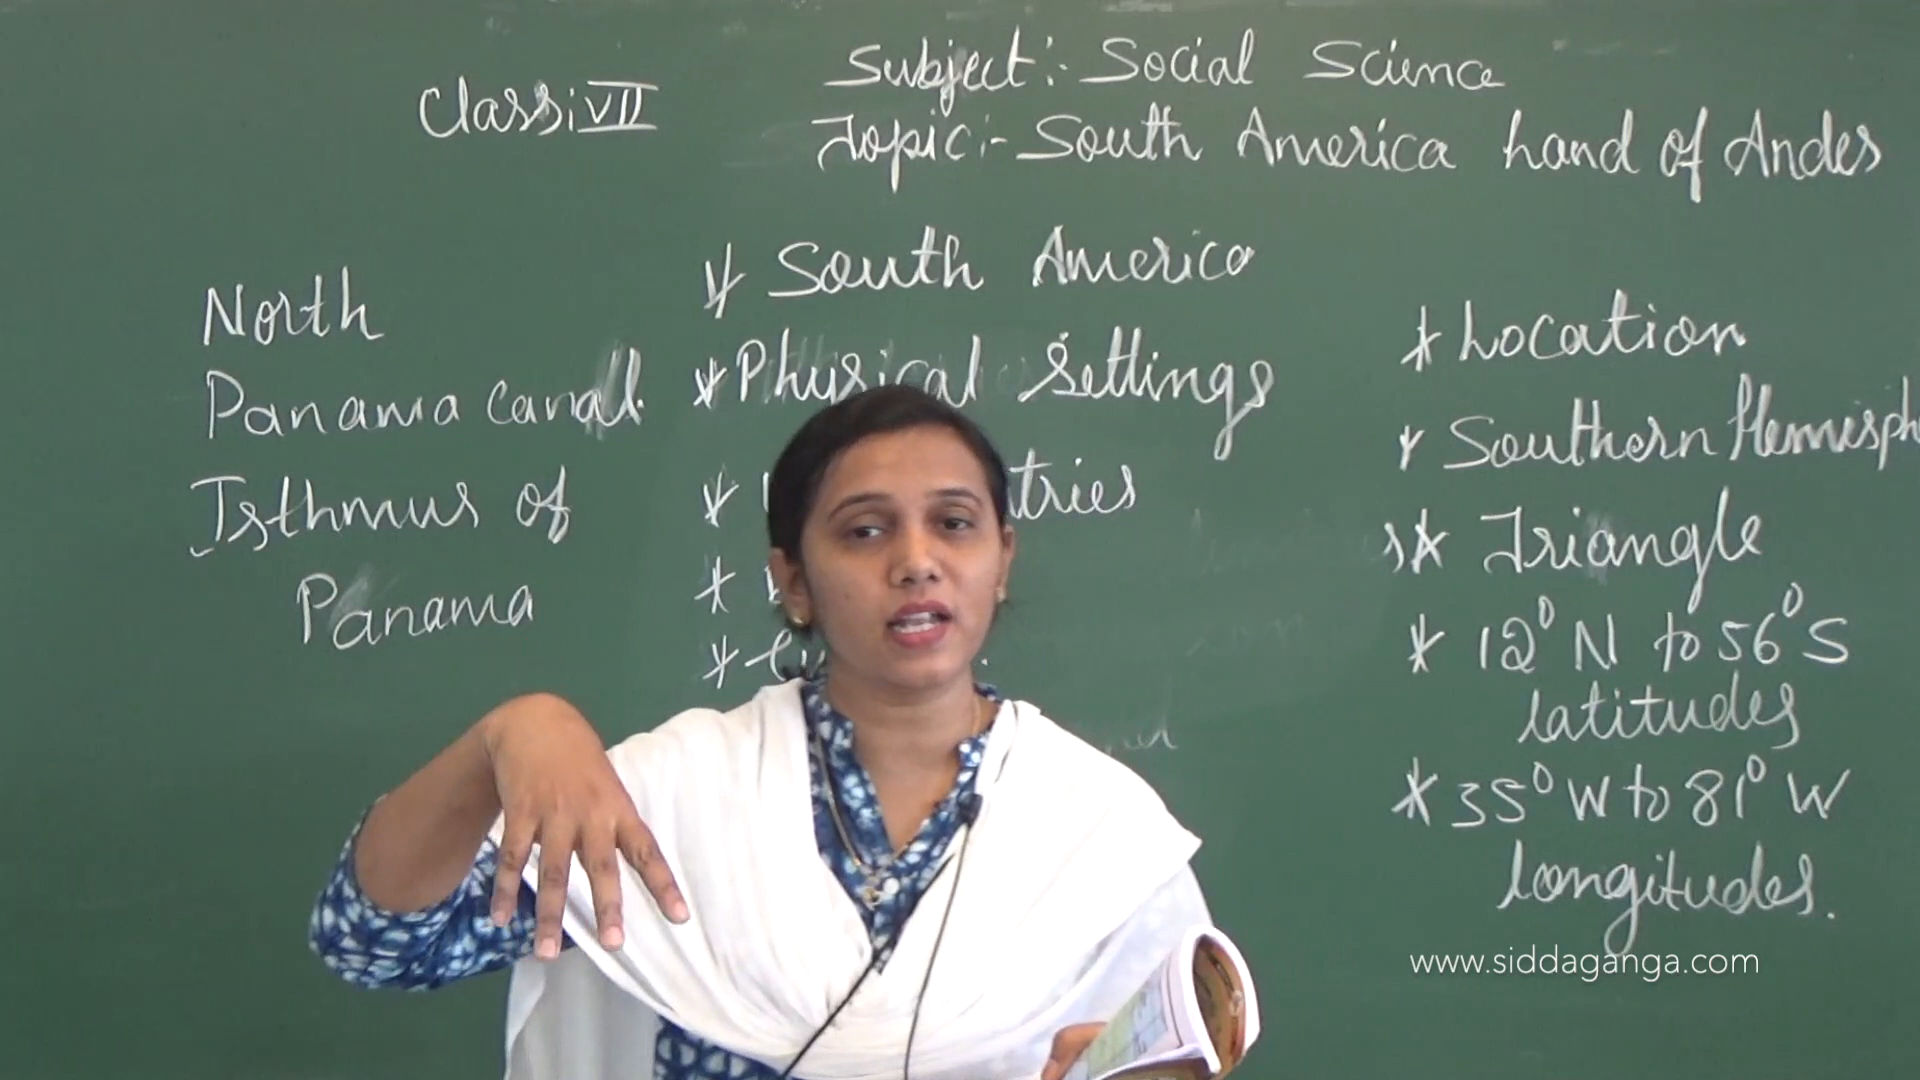 Class: VII
Subject:- Social Science
Topic:- South America Land of Andes
North
Panama Canal.
Isthmus of
Panama
* South America
* Physical Settings
*
*
*
* Location
* Southern Hemisph
* Triangle
* 12° N to 56° S
latitudes
* 35° W to 81° W
longitudes.
www.siddaganga.com